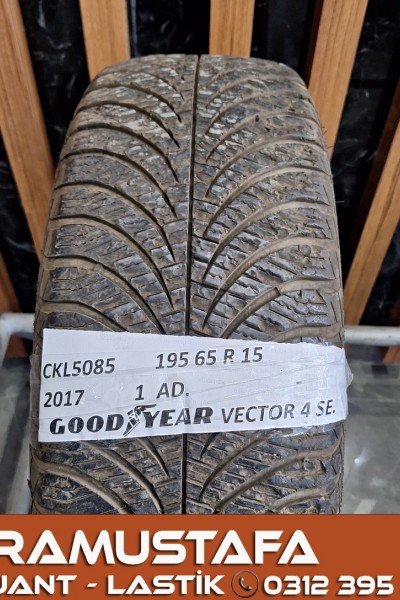 CKL5085 195 65 R 15
2017 1 AD.
GOODYEAR VECTOR 4 SE.
RAMUSTAFA
JANT - LASTİK 0312 395